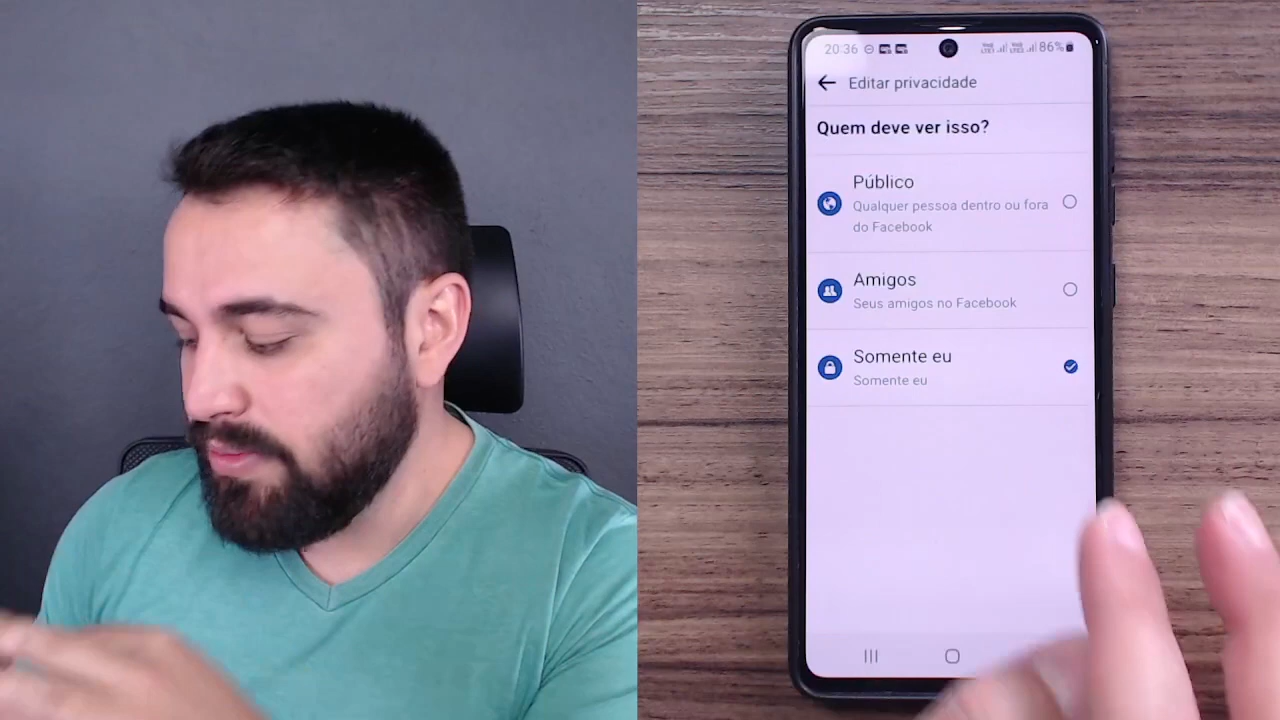 20:36 86%
Editar privacidade
Quem deve ver isso?
Público
Qualquer pessoa dentro ou fora
do Facebook
Amigos
Seus amigos no Facebook
Somente eu
Somente eu